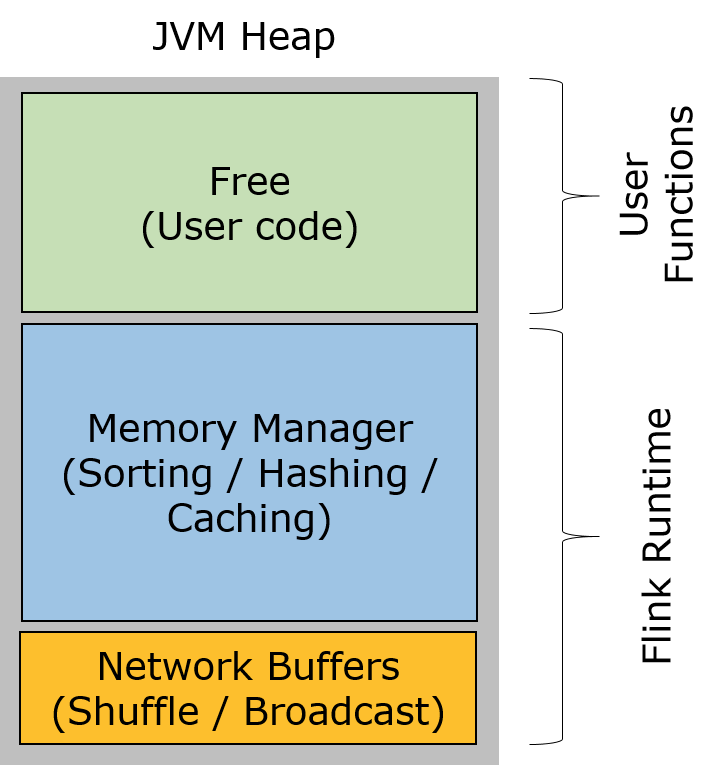 JVM Heap
Free
(User code)
User
Functions
Memory Manager
(Sorting / Hashing /
Caching)
Flink Runtime
Network Buffers
(Shuffle / Broadcast)